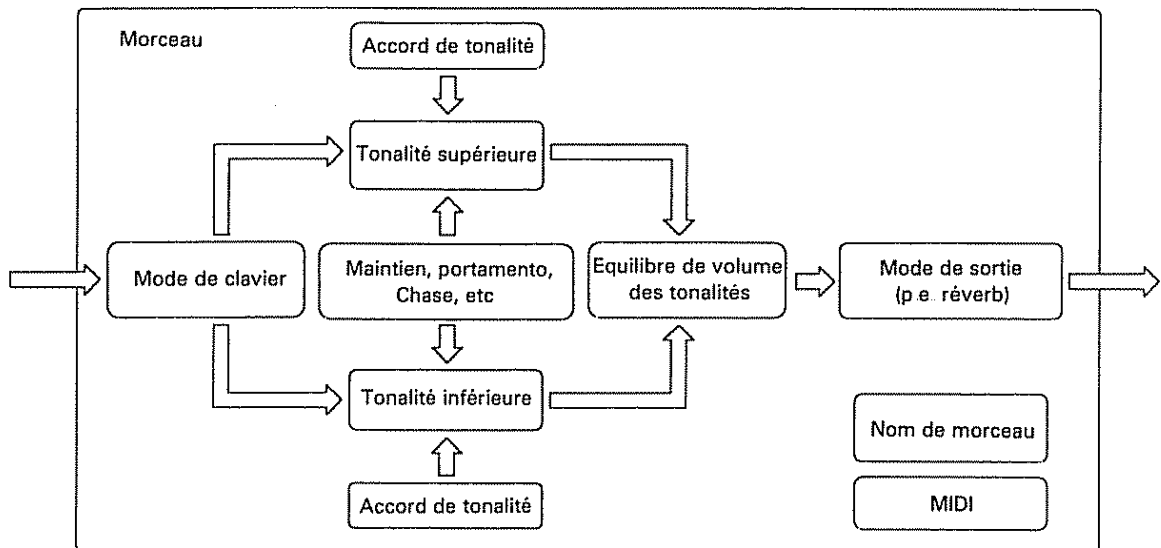 Morceau
Accord de tonalité
Tonalité supérieure
Mode de clavier
Maintien, portamento,
Chase, etc
Equilibre de volume
des tonalités
Mode de sortie
(p.e. réverb)
Tonalité inférieure
Accord de tonalité
Nom de morceau
MIDI